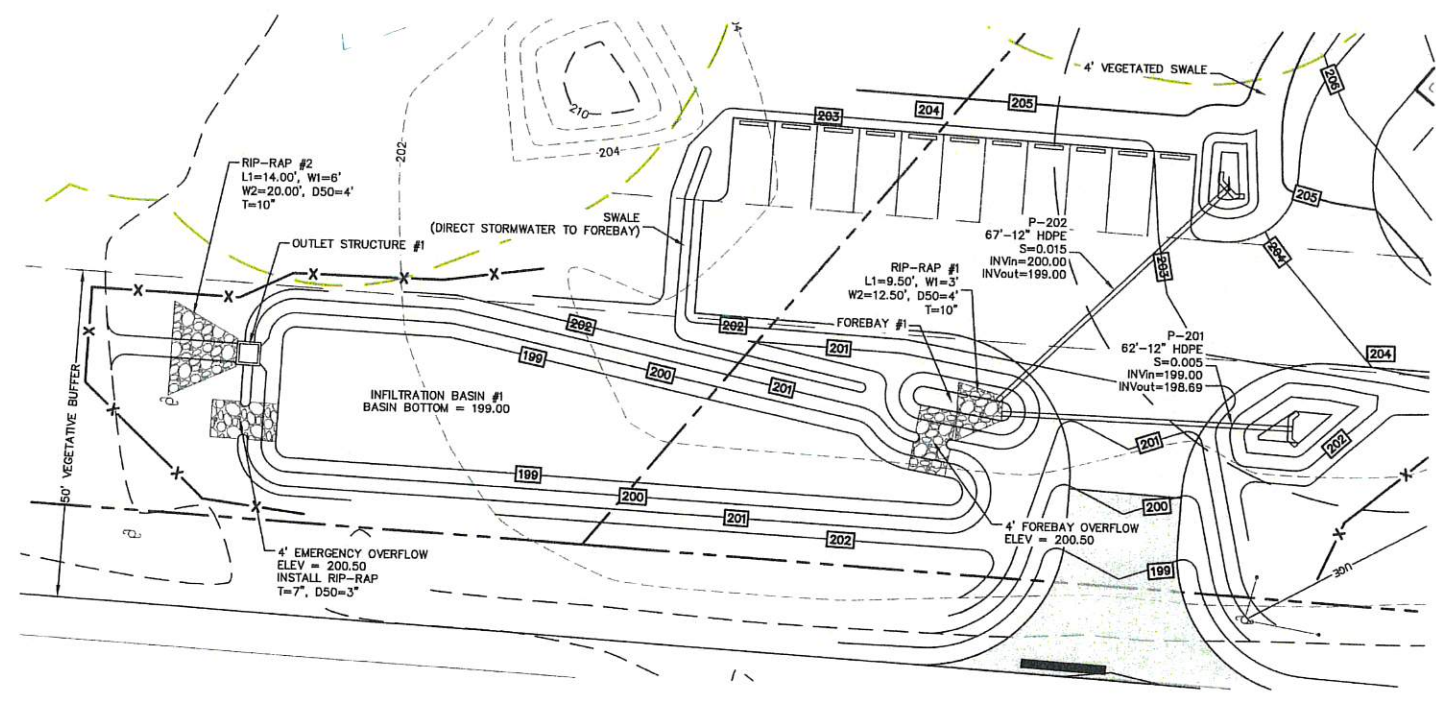 4' VEGETATED SWALE
206
205
204
203
210
204
202
RIP-RAP #2
L1=14.00', W1=6'
W2=20.00', D50=4'
T=10"
OUTLET STRUCTURE #1
SWALE
(DIRECT STORMWATER TO FOREBAY)
P-202
67'-12" HDPE
S=0.015
INVin=200.00
INVout=199.00
205
204
203
RIP-RAP #1
L1=9.50', W1=3'
W2=12.50', D50=4'
T=10"
FOREBAY #1
202
202
201
P-201
62'-12" HDPE
S=0.005
INVin=199.00
INVout=198.69
204
199
200
201
INFILTRATION BASIN #1
BASIN BOTTOM = 199.00
50' VEGETATIVE BUFFER
201
202
199
200
201
202
200
199
4' FOREBAY OVERFLOW
ELEV = 200.50
4' EMERGENCY OVERFLOW
ELEV = 200.50
INSTALL RIP-RAP
T=7", D50=3"
UGE
X
X
X
X
X
X
X
X
X
X
X